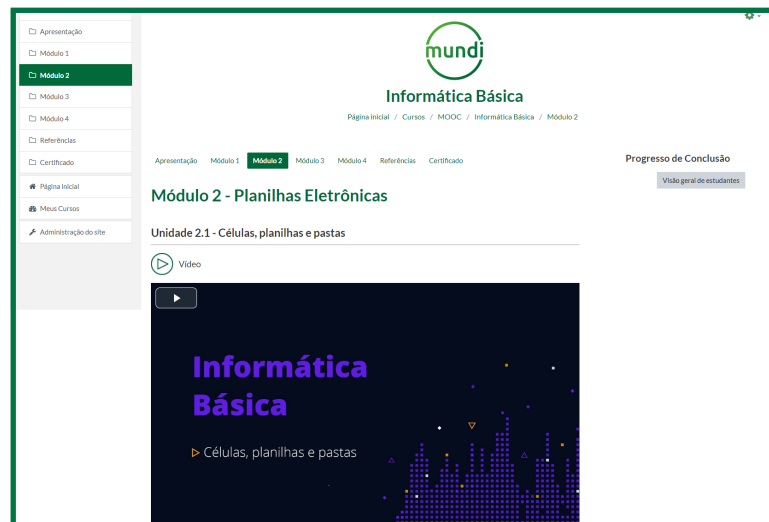 Apresentação
Módulo 1
Módulo 2
Módulo 3
Módulo 4
Referências
Certificado
Página inicial
Meus Cursos
Administração do site
mundi
Informática Básica
Página inicial / Cursos / MOOC / Informática Básica / Módulo 2
Apresentação Módulo 1 Módulo 2 Módulo 3 Módulo 4 Referências Certificado
Módulo 2 - Planilhas Eletrônicas
Unidade 2.1 - Células, planilhas e pastas
Vídeo
Informática
Básica
Células, planilhas e pastas
Progresso de Conclusão
Visão geral de estudantes